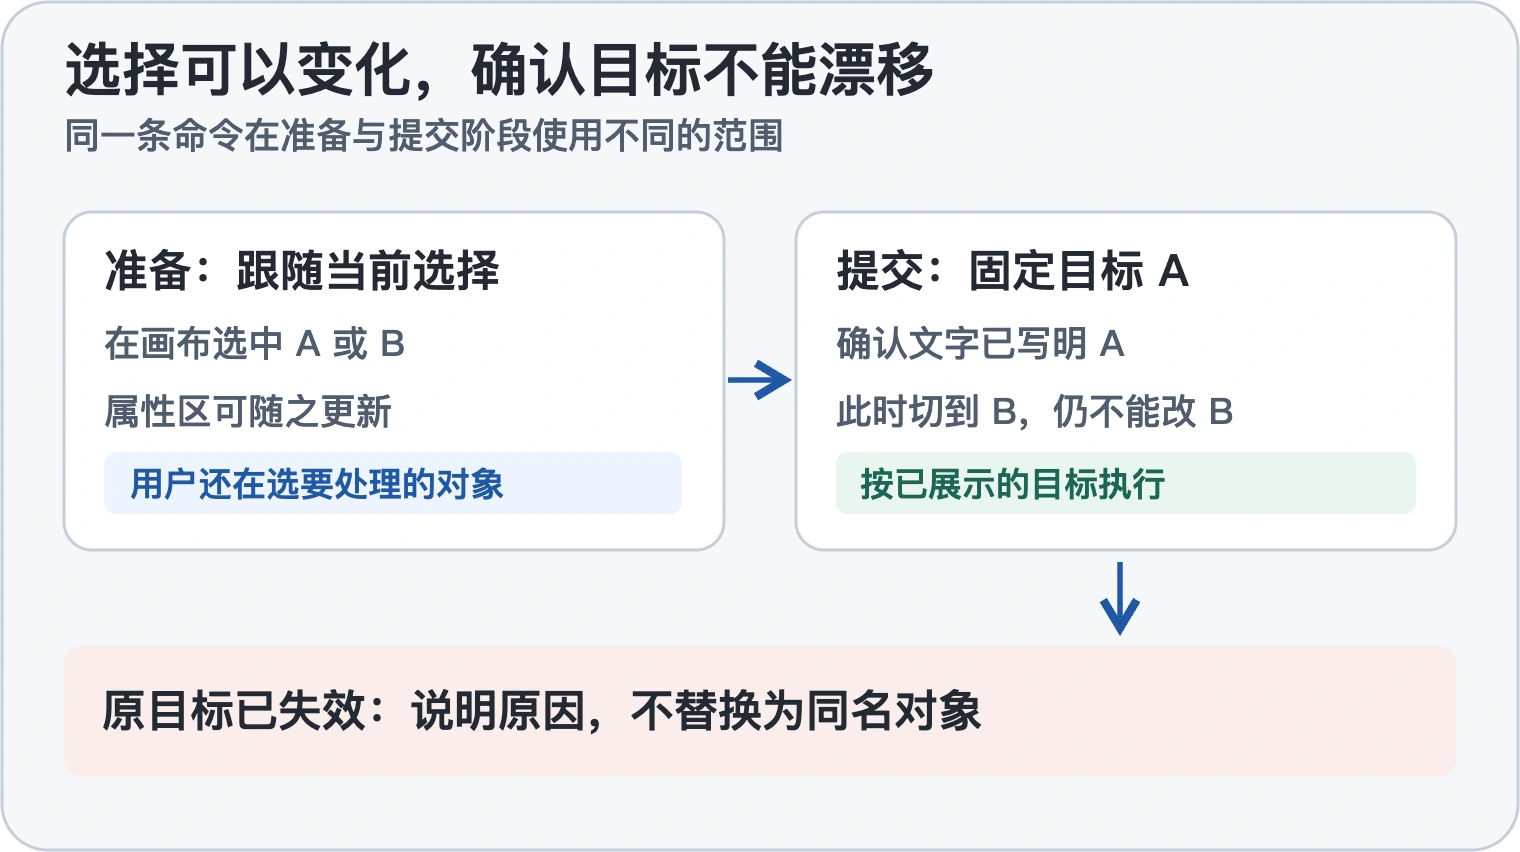 选择可以变化，确认目标不能漂移
同一条命令在准备与提交阶段使用不同的范围
准备：跟随当前选择
在画布选中 A 或 B
属性区可随之更新
用户还在选要处理的对象
提交：固定目标 A
确认文字已写明 A
此时切到 B，仍不能改 B
按已展示的目标执行
原目标已失效：说明原因，不替换为同名对象